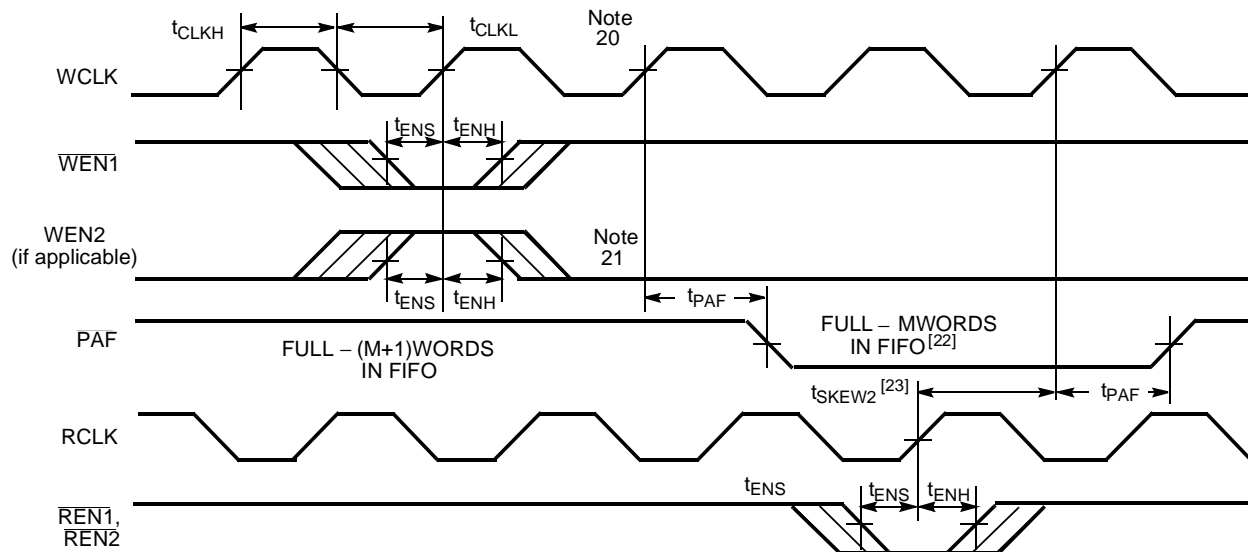 tCLKH
tCLKL
Note
20
WCLK
tENS
tENH
WEN1
WEN2
(if applicable)
Note
21
tENS
tENH
tPAF
PAF
FULL – (M+1)WORDS
IN FIFO
FULL – MWORDS
IN FIFO[22]
tSKEW2 [23]
tPAF
RCLK
tENS
tENS
tENH
REN1,
REN2